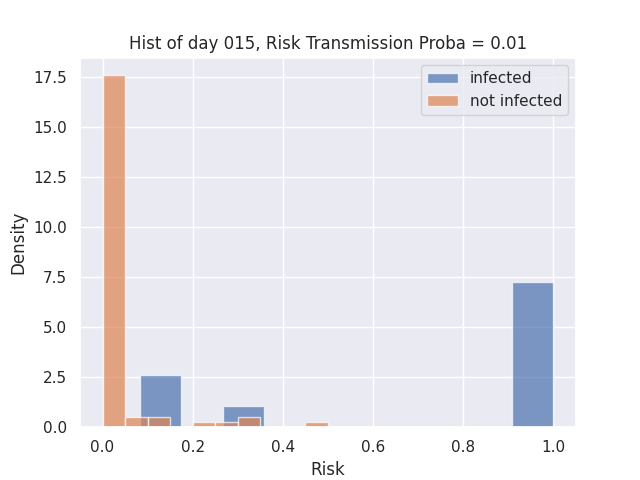 Hist of day 015, Risk Transmission Proba = 0.01
infected
not infected
Density
17.5
15.0
12.5
10.0
7.5
5.0
2.5
0.0
0.0 0.2 0.4 0.6 0.8 1.0
Risk